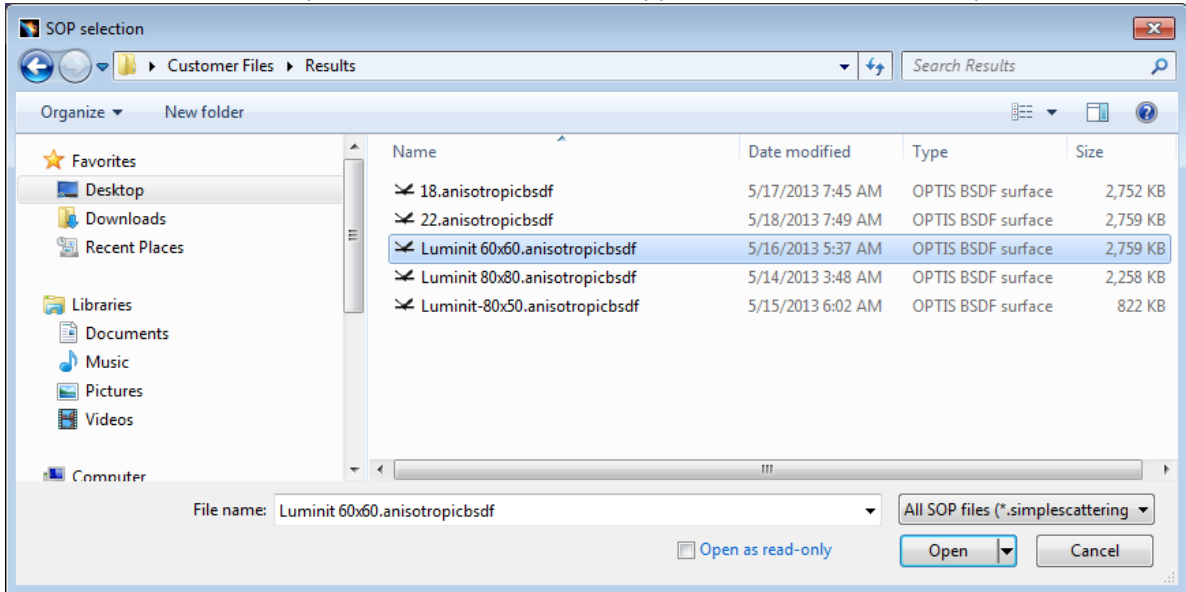 SOP selection
Customer Files Results
Search Results
Organize New folder
Favorites
Desktop
Downloads
Recent Places
Libraries
Documents
Music
Pictures
Videos
Computer
Name Date modified Type Size
18.anisotropicbsdf 5/17/2013 7:45 AM OPTIS BSDF surface 2,752 KB
22.anisotropicbsdf 5/18/2013 7:49 AM OPTIS BSDF surface 2,759 KB
Luminit 60x60.anisotropicbsdf 5/16/2013 5:37 AM OPTIS BSDF surface 2,759 KB
Luminit 80x80.anisotropicbsdf 5/14/2013 3:48 AM OPTIS BSDF surface 2,258 KB
Luminit-80x50.anisotropicbsdf 5/15/2013 6:02 AM OPTIS BSDF surface 822 KB
File name: Luminit 60x60.anisotropicbsdf All SOP files (*.simplescattering
Open as read-only Open Cancel